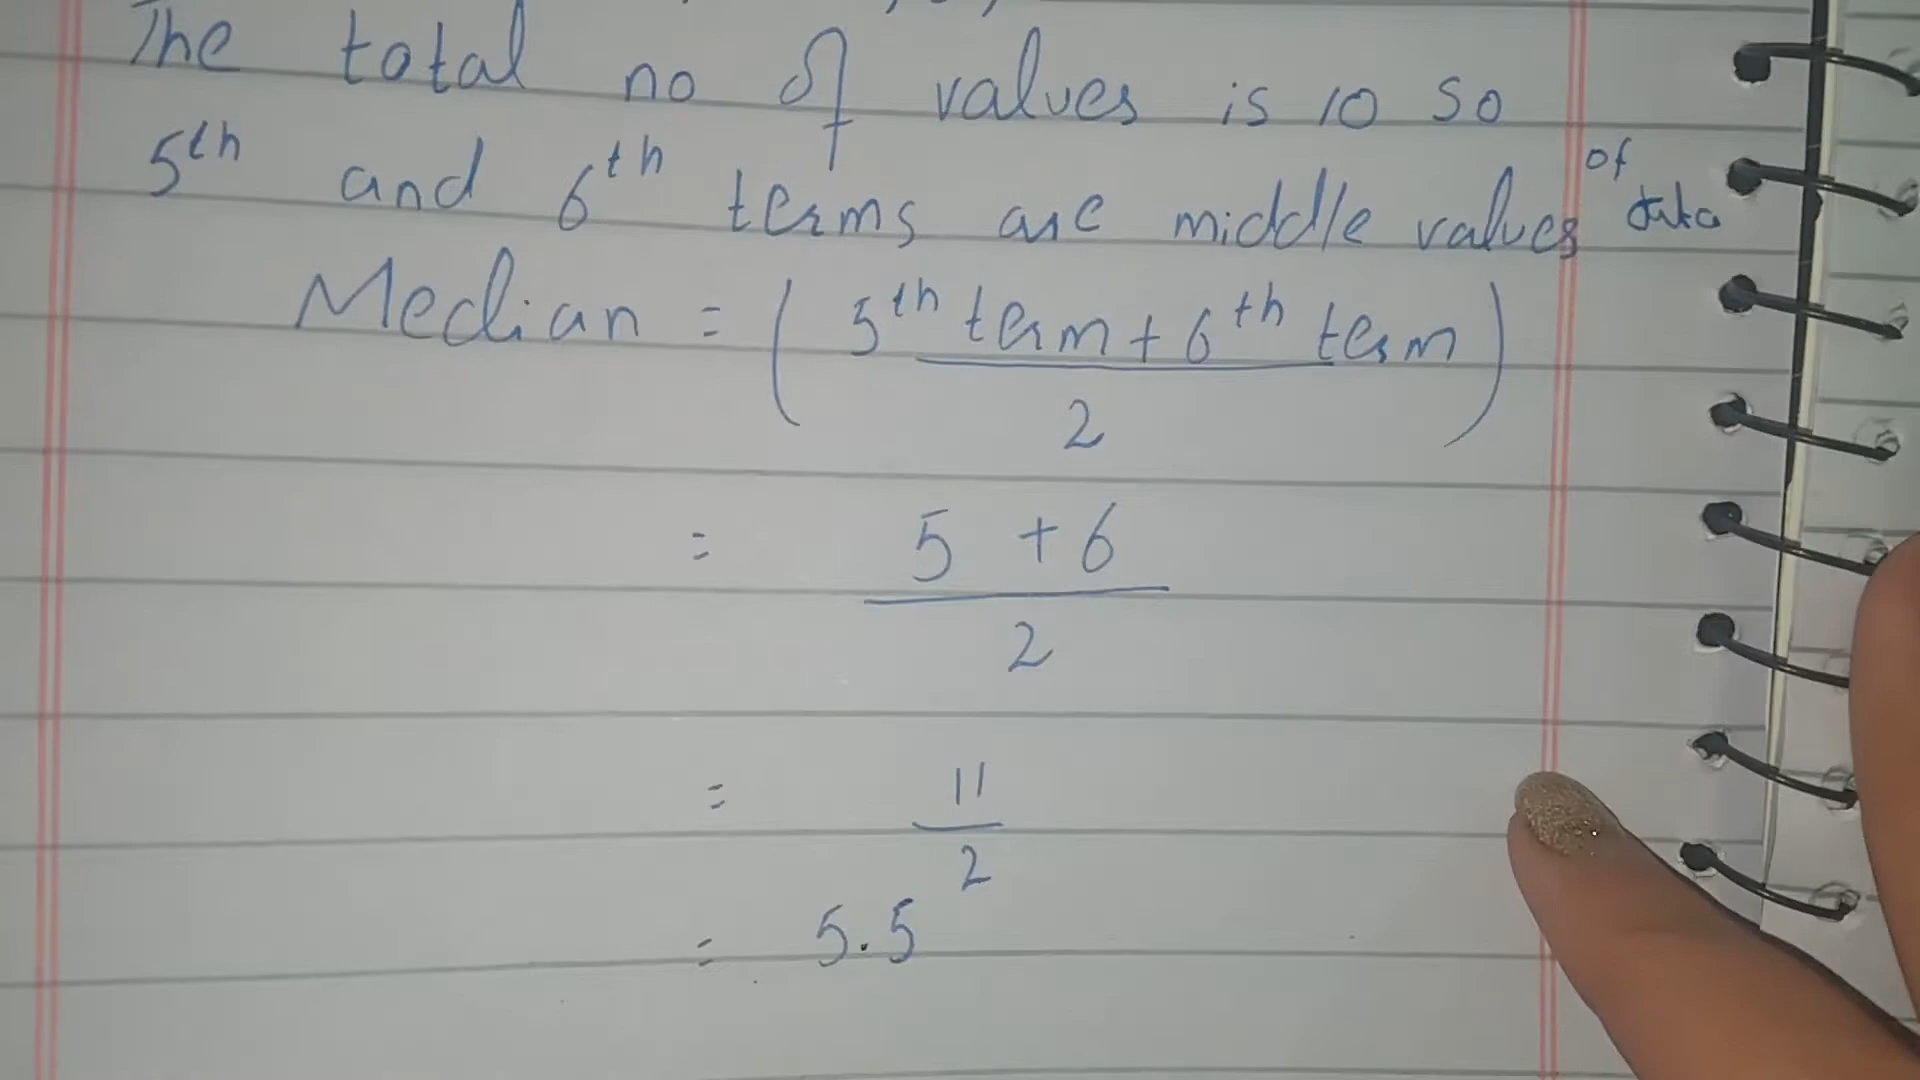 The total no of values is 10 so
5th and 6th terms are middle values of data
Median = ( 5th term + 6th term )
2
= 5 + 6
2
= 11
2
= 5.5